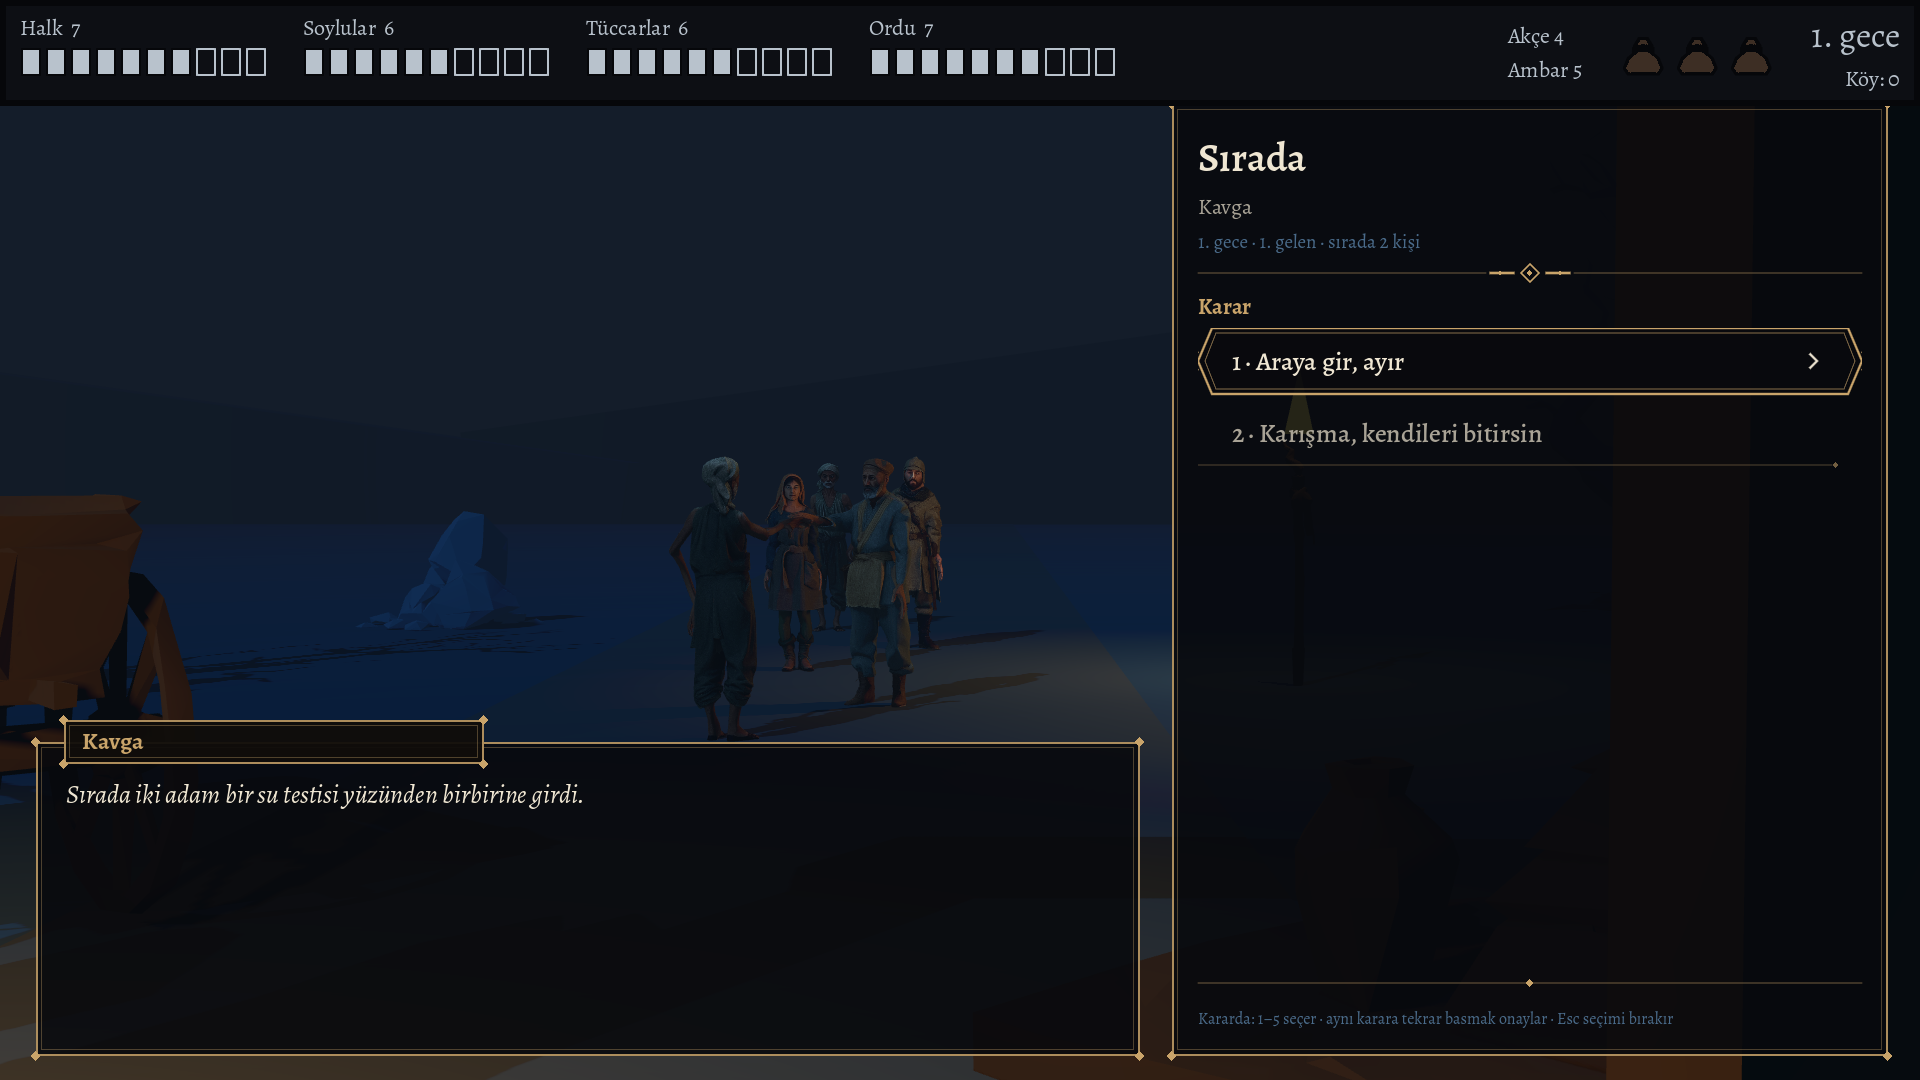 Halk 7
Soylular 6
Tüccarlar 6
Ordu 7
Akçe 4
Ambar 5
1. gece
Köy: 0
Sırada
Kavga
1. gece · 1. gelen · sırada 2 kişi
Karar
1 · Araya gir, ayır
2 · Karışma, kendileri bitirsin
Kavga
Sırada iki adam bir su testisi yüzünden birbirine girdi.
Kararda: 1–5 seçer · aynı karara tekrar basmak onaylar · Esc seçimi bırakır